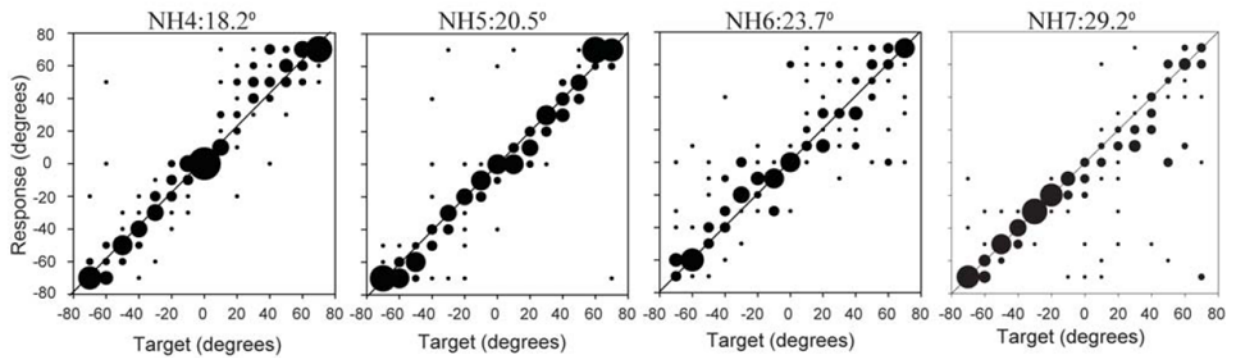 NH4:18.2º NH5:20.5º NH6:23.7º NH7:29.2º
Response (degrees)
80
60
40
20
0
-20
-40
-60
-80
-80 -60 -40 -20 0 20 40 60 80 -80 -60 -40 -20 0 20 40 60 80 -80 -60 -40 -20 0 20 40 60 80 -80 -60 -40 -20 0 20 40 60 80
Target (degrees) Target (degrees) Target (degrees) Target (degrees)